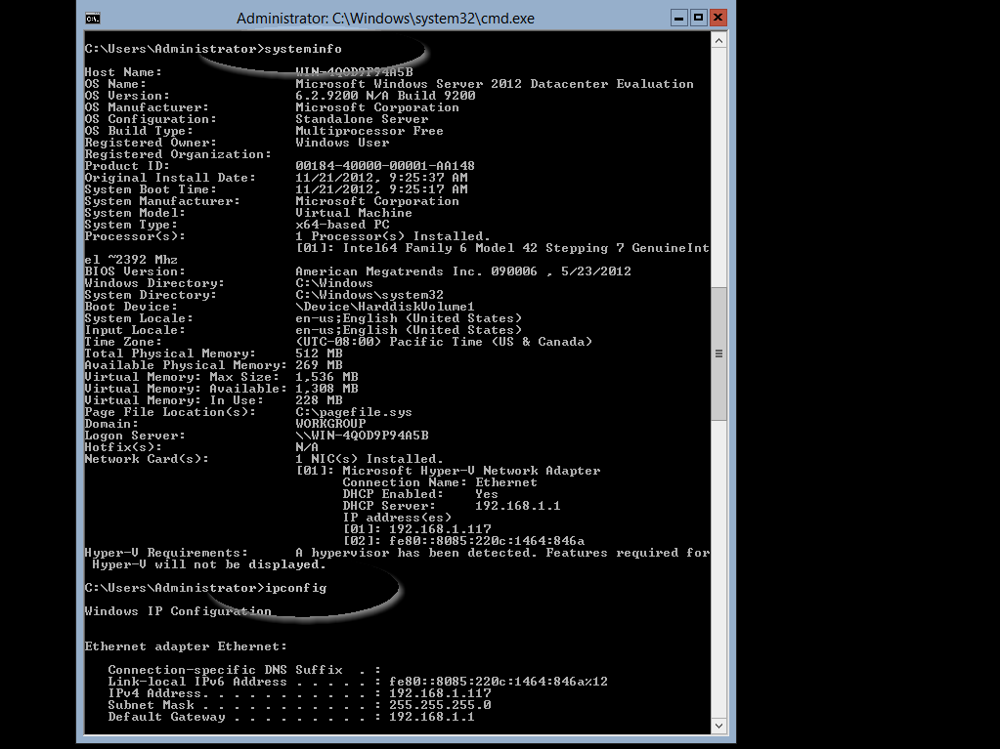 Administrator: C:\Windows\system32\cmd.exe
C:\Users\Administrator>systeminfo
Host Name: WIN-4QOD9P94A5B
OS Name: Microsoft Windows Server 2012 Datacenter Evaluation
OS Version: 6.2.9200 N/A Build 9200
OS Manufacturer: Microsoft Corporation
OS Configuration: Standalone Server
OS Build Type: Multiprocessor Free
Registered Owner: Windows User
Registered Organization:
Product ID: 00184-40000-00001-AA148
Original Install Date: 11/21/2012, 9:25:37 AM
System Boot Time: 11/21/2012, 9:25:17 AM
System Manufacturer: Microsoft Corporation
System Model: Virtual Machine
System Type: x64-based PC
Processor(s): 1 Processor(s) Installed.
[01]: Intel64 Family 6 Model 42 Stepping 7 GenuineInt
el ~2392 Mhz
BIOS Version: American Megatrends Inc. 090006 , 5/23/2012
Windows Directory: C:\Windows
System Directory: C:\Windows\system32
Boot Device: \Device\HarddiskVolume1
System Locale: en-us;English (United States)
Input Locale: en-us;English (United States)
Time Zone: (UTC-08:00) Pacific Time (US & Canada)
Total Physical Memory: 512 MB
Available Physical Memory: 269 MB
Virtual Memory: Max Size: 1,536 MB
Virtual Memory: Available: 1,308 MB
Virtual Memory: In Use: 228 MB
Page File Location(s): C:\pagefile.sys
Domain: WORKGROUP
Logon Server: \\WIN-4QOD9P94A5B
Hotfix(s): N/A
Network Card(s): 1 NIC(s) Installed.
[01]: Microsoft Hyper-V Network Adapter
Connection Name: Ethernet
DHCP Enabled: Yes
DHCP Server: 192.168.1.1
IP address(es)
[01]: 192.168.1.117
[02]: fe80::8085:220c:1464:846a
Hyper-V Requirements: A hypervisor has been detected. Features required for
Hyper-V will not be displayed.
C:\Users\Administrator>ipconfig
Windows IP Configuration
Ethernet adapter Ethernet:
Connection-specific DNS Suffix . :
Link-local IPv6 Address . . . . . : fe80::8085:220c:1464:846a%12
IPv4 Address. . . . . . . . . . . : 192.168.1.117
Subnet Mask . . . . . . . . . . . : 255.255.255.0
Default Gateway . . . . . . . . . : 192.168.1.1